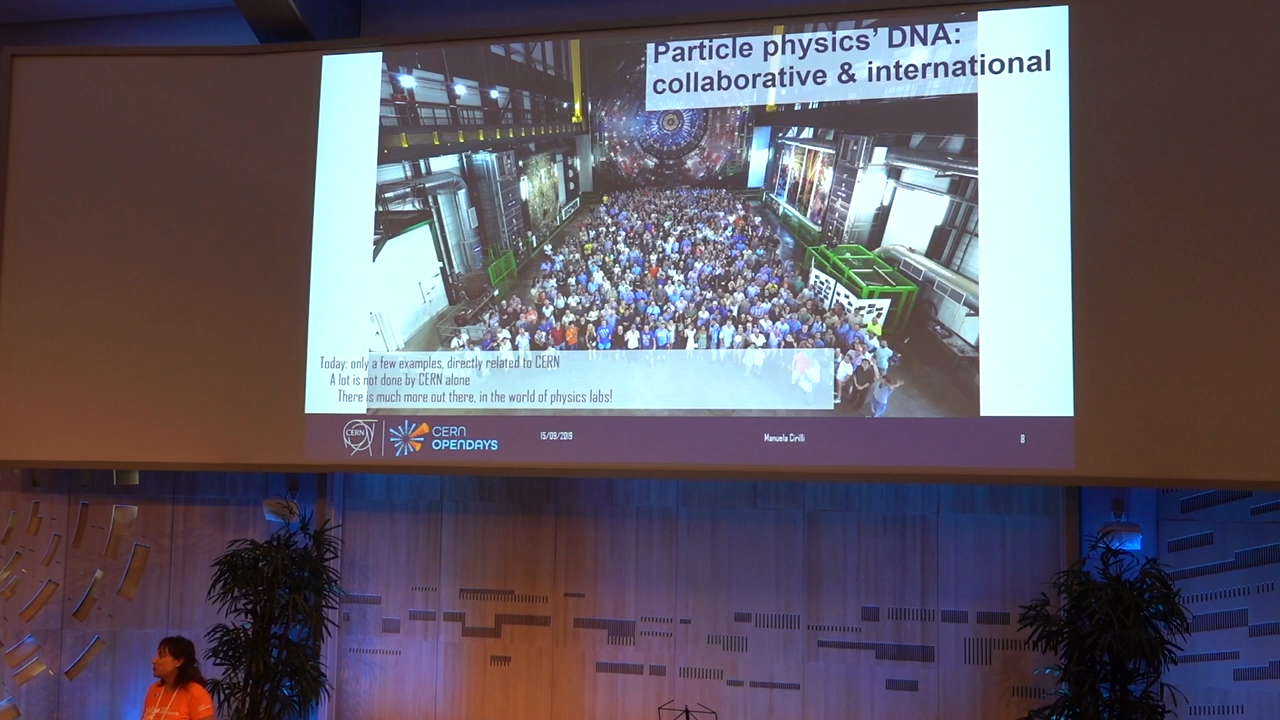 Particle physics’ DNA:
collaborative & international
Today: only a few examples, directly related to CERN
A lot is not done by CERN alone
There is much more out there, in the world of physics labs!
CERN
CERN
OPENDAYS
15/09/2019
Manuela Cirilli
8